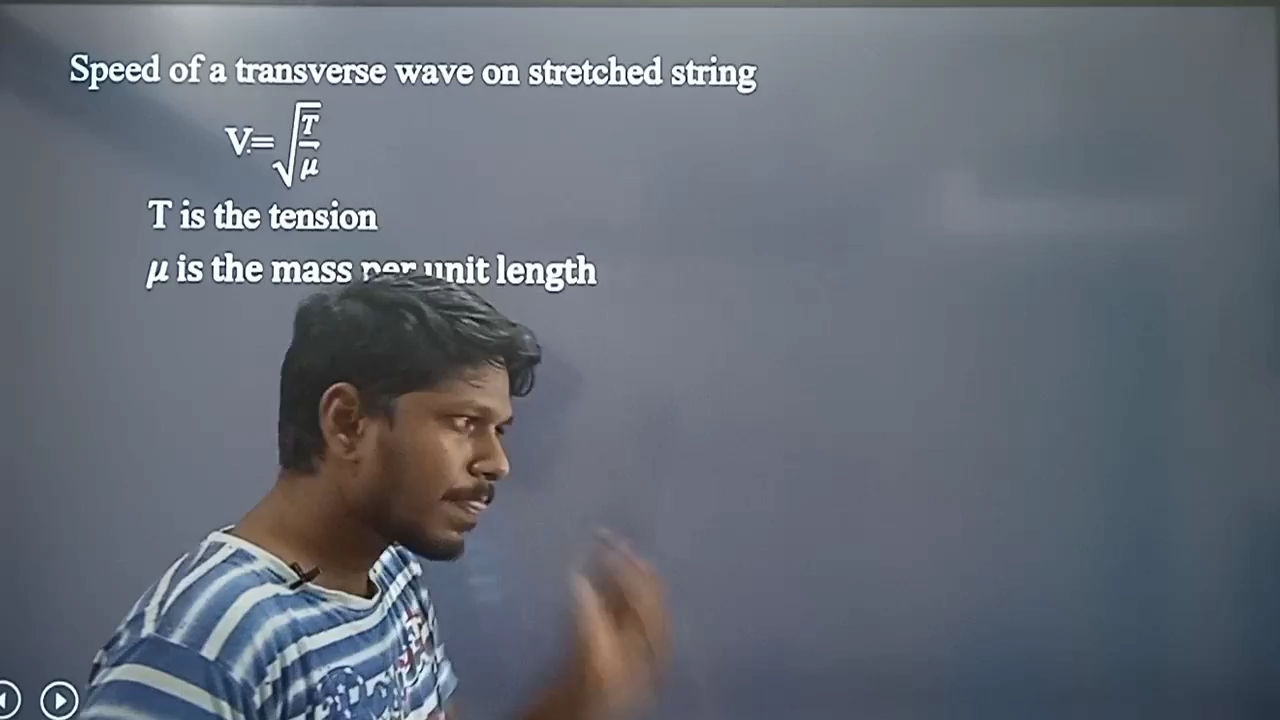 Speed of a transverse wave on stretched string
V=√(T/μ)
T is the tension
μ is the mass per unit length